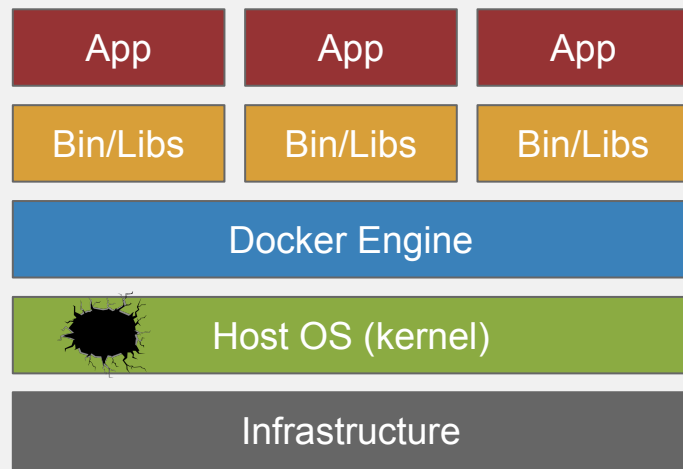 App App App
Bin/Libs Bin/Libs Bin/Libs
Docker Engine
Host OS (kernel)
Infrastructure